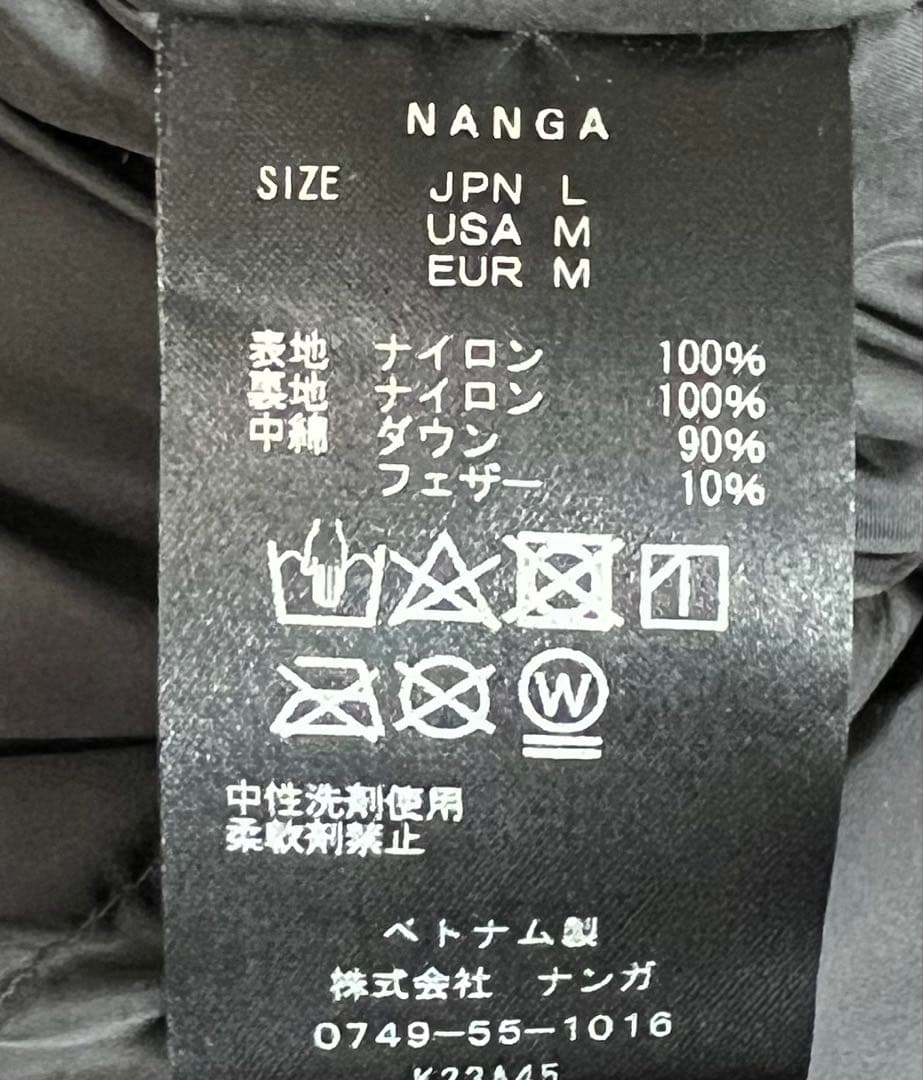 NANGA
SIZE JPN L
USA M
EUR M
表地 ナイロン 100%
裏地 ナイロン 100%
中綿 ダウン 90%
フェザー 10%
W
中性洗剤使用
柔軟剤禁止
ベトナム製
株式会社 ナンガ
0749-55-1016
K23A45